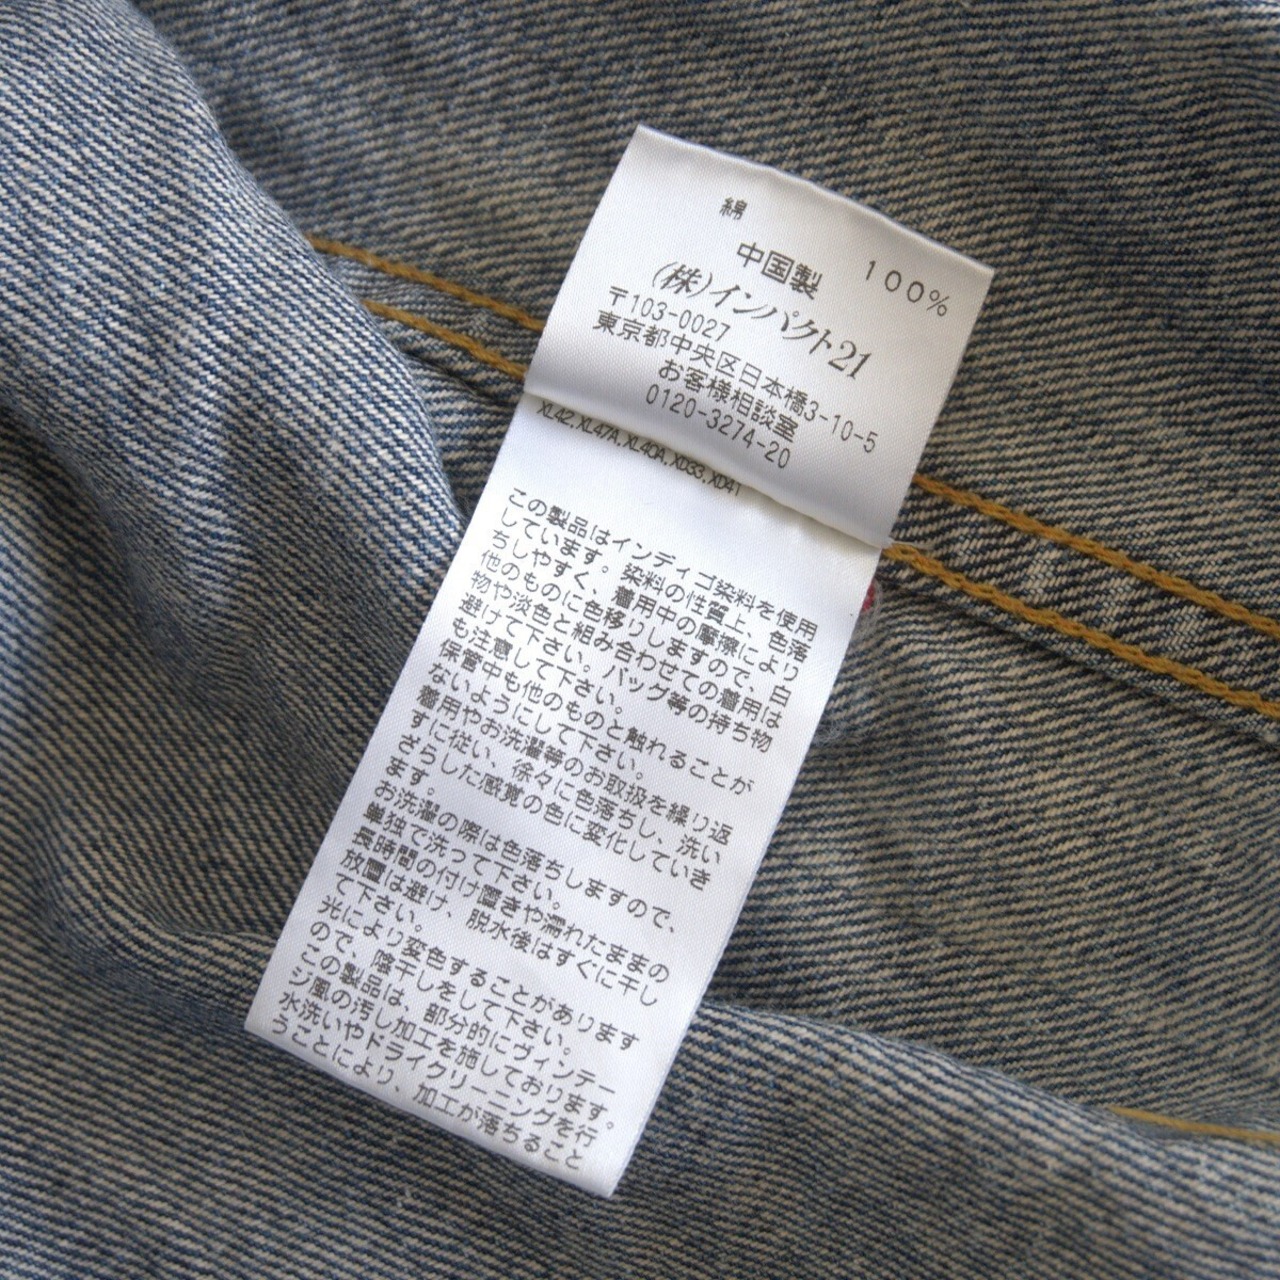 綿 100%
中国製
(株)インパクト21
〒103-0027
東京都中央区日本橋3-10-5
お客様相談室
0120-3274-20
XL42, XL47A, XL40A, XD33, XD41
この製品はインディゴ染料を使用
しています。染料の性質上、色落
ちしやすく、着用中の摩擦により
他のものに色移りしますので、白
物や淡色と組み合わせての着用は
避けて下さい。バッグ等の持ち物
も注意して下さい。
保管中も他のものと触れることが
ないようにして下さい。
着用やお洗濯等のお取扱を繰り返
すに従い、徐々に色落ちし、洗い
ざらした感覚の色に変化していき
ます。
お洗濯の際は色落ちしますので、
単独で洗って下さい。
長時間の付け置きや濡れたままの
放置は避け、脱水後はすぐに干し
て下さい。
光により変色することがあります
ので、陰干しをして下さい。
この製品は、部分的にヴィンテー
ジ風の汚し加工を施しております。
水洗いやドライクリーニングを行
うことにより、加工が落ちること